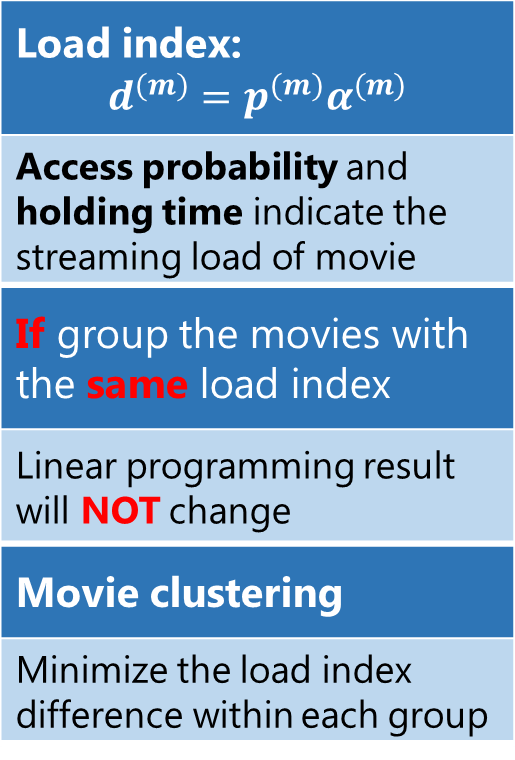 Load index:
d^(m) = p^(m)α^(m)
Access probability and
holding time indicate the
streaming load of movie
If group the movies with
the same load index
Linear programming result
will NOT change
Movie clustering
Minimize the load index
difference within each group